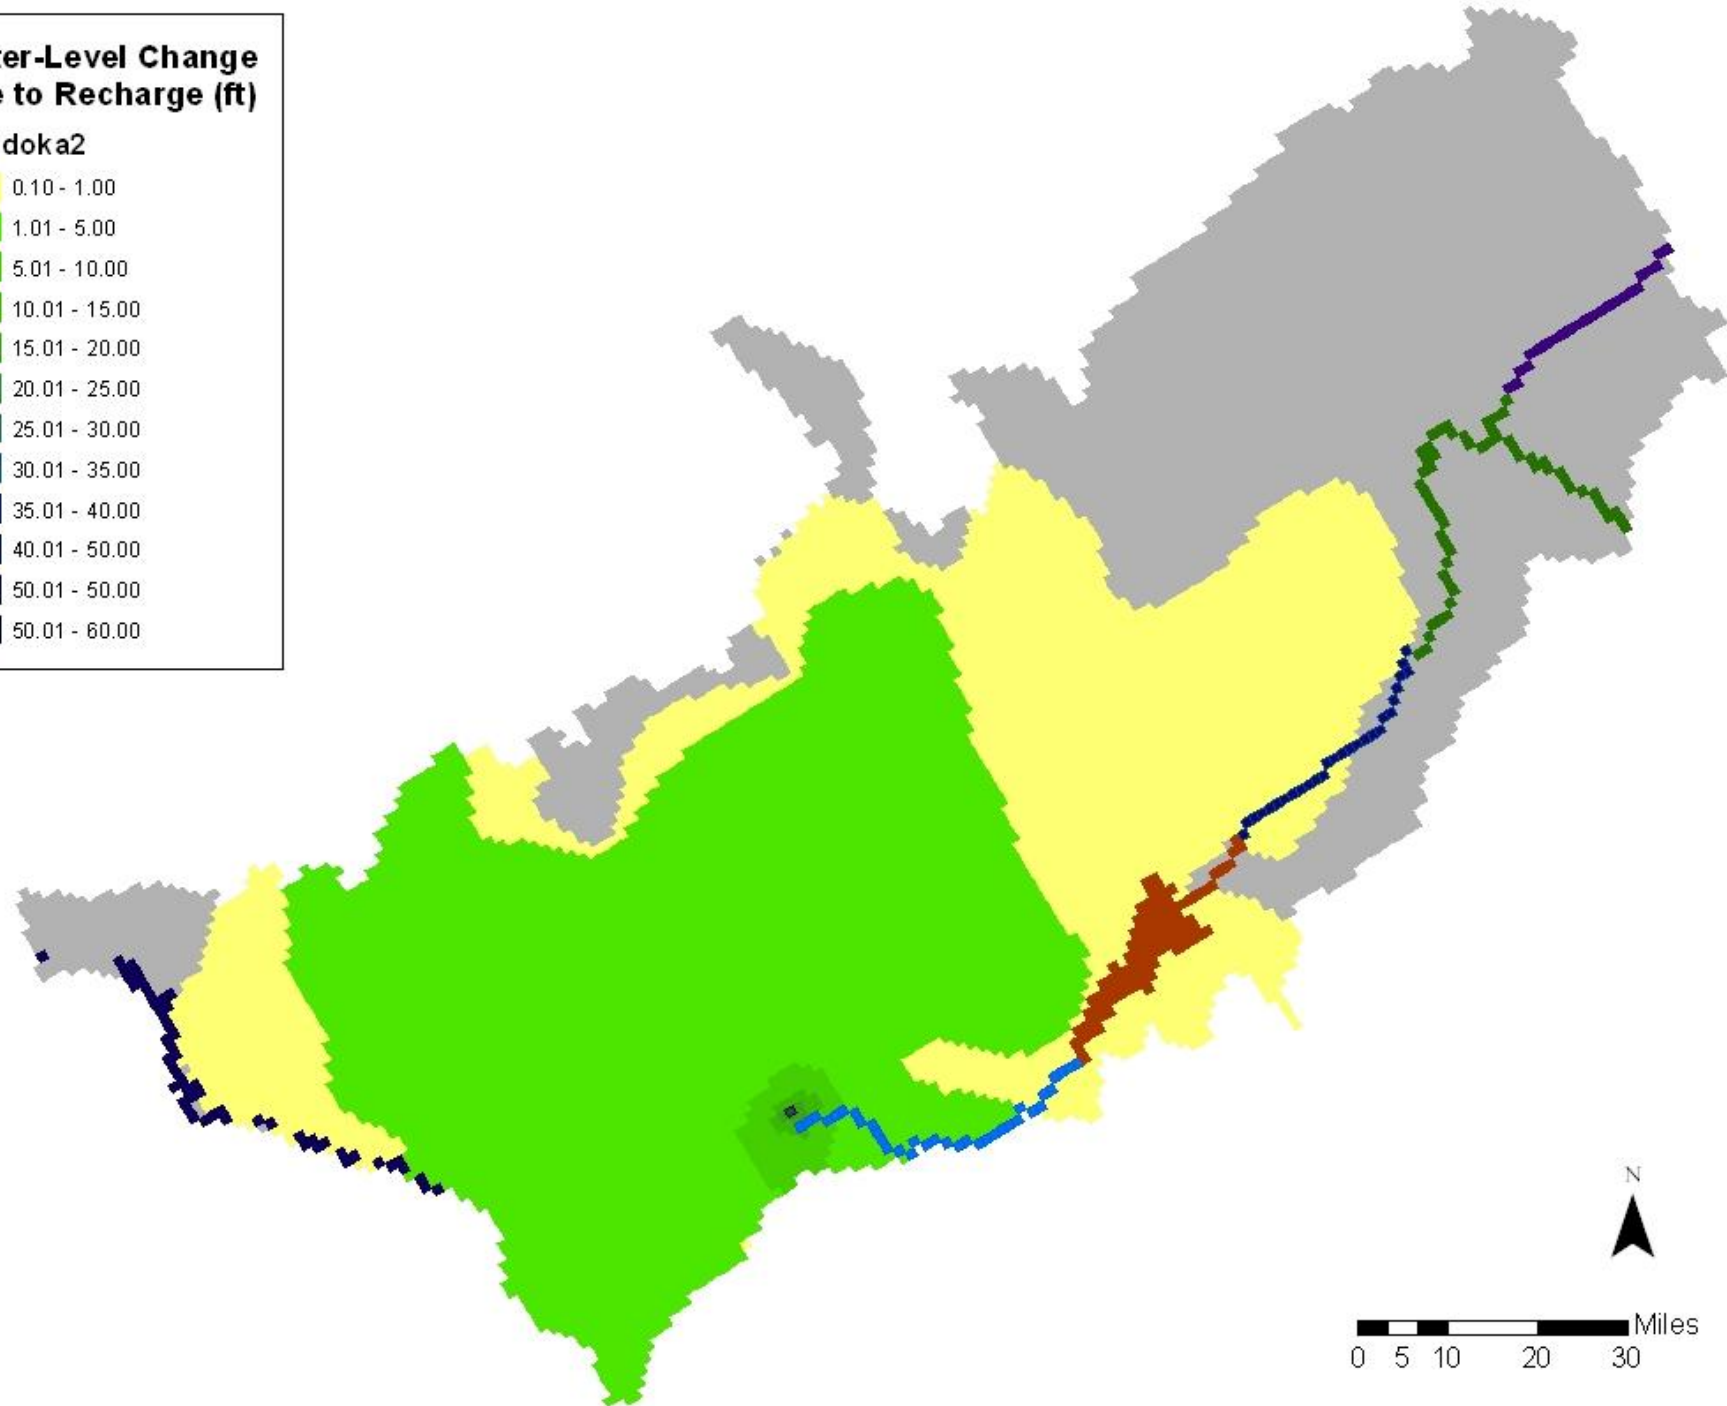 ter-Level Change
e to Recharge (ft)
doka2
0.10 - 1.00
1.01 - 5.00
5.01 - 10.00
10.01 - 15.00
15.01 - 20.00
20.01 - 25.00
25.01 - 30.00
30.01 - 35.00
35.01 - 40.00
40.01 - 50.00
50.01 - 50.00
50.01 - 60.00
N
Miles
0 5 10 20 30